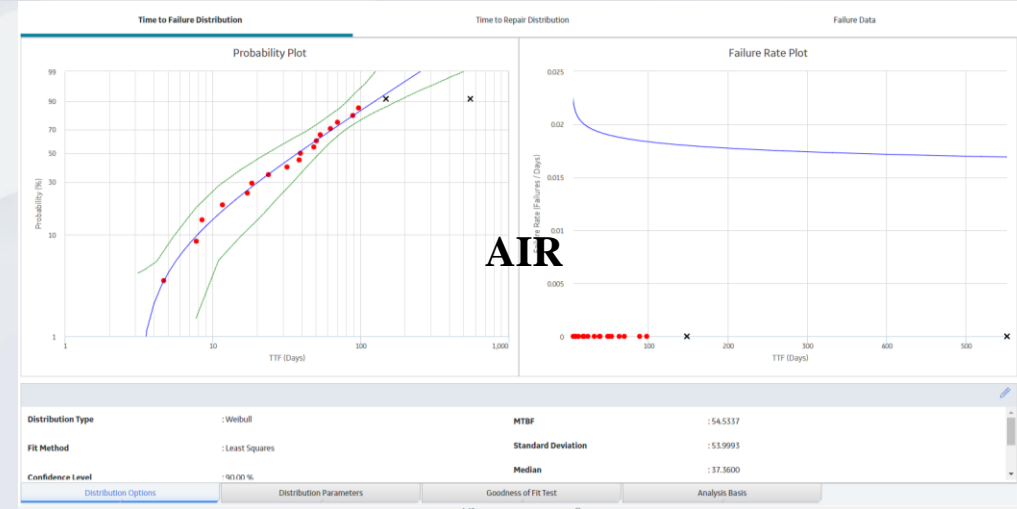 Time to Failure Distribution
Time to Repair Distribution
Failure Data
Probability Plot
99
90
70
50
30
10
1
Probability (%)
1
10
100
1,000
TTF (Days)
Failure Rate Plot
0.025
0.02
0.015
0.01
0.005
0
Rate (Failures / Days)
100
200
300
400
500
TTF (Days)
AIR
Distribution Type : Weibull
MTBF : 54.5337
Fit Method : Least Squares
Standard Deviation : 53.9993
Confidence Level : 90.00 %
Median : 37.3600
Distribution Options
Distribution Parameters
Goodness of Fit Test
Analysis Basis